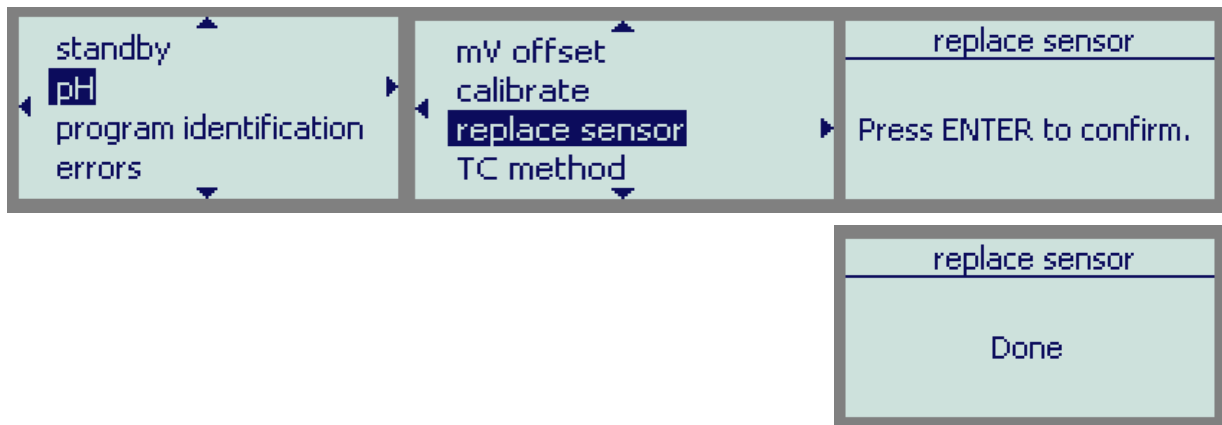 standby
pH
program identification
errors
mV offset
calibrate
replace sensor
TC method
replace sensor
Press ENTER to confirm.
replace sensor
Done